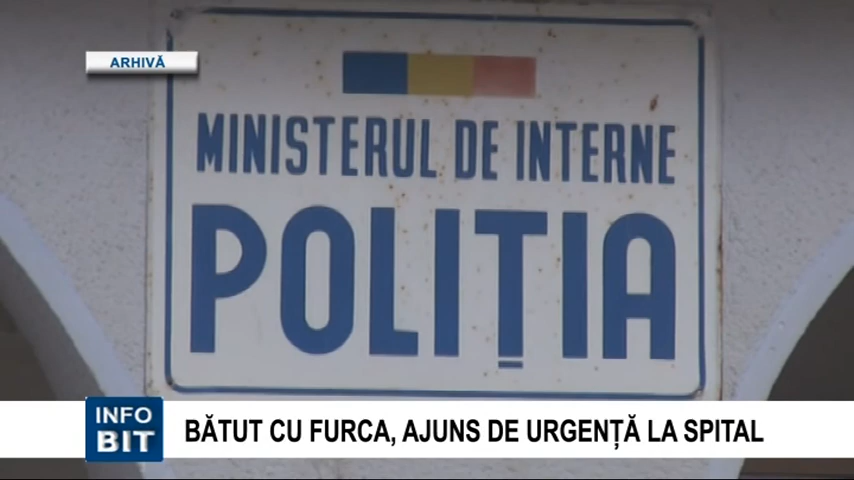 ARHIVĂ
MINISTERUL DE INTERNE
POLIȚIA
INFO
BIT
BĂTUT CU FURCA, AJUNS DE URGENȚĂ LA SPITAL